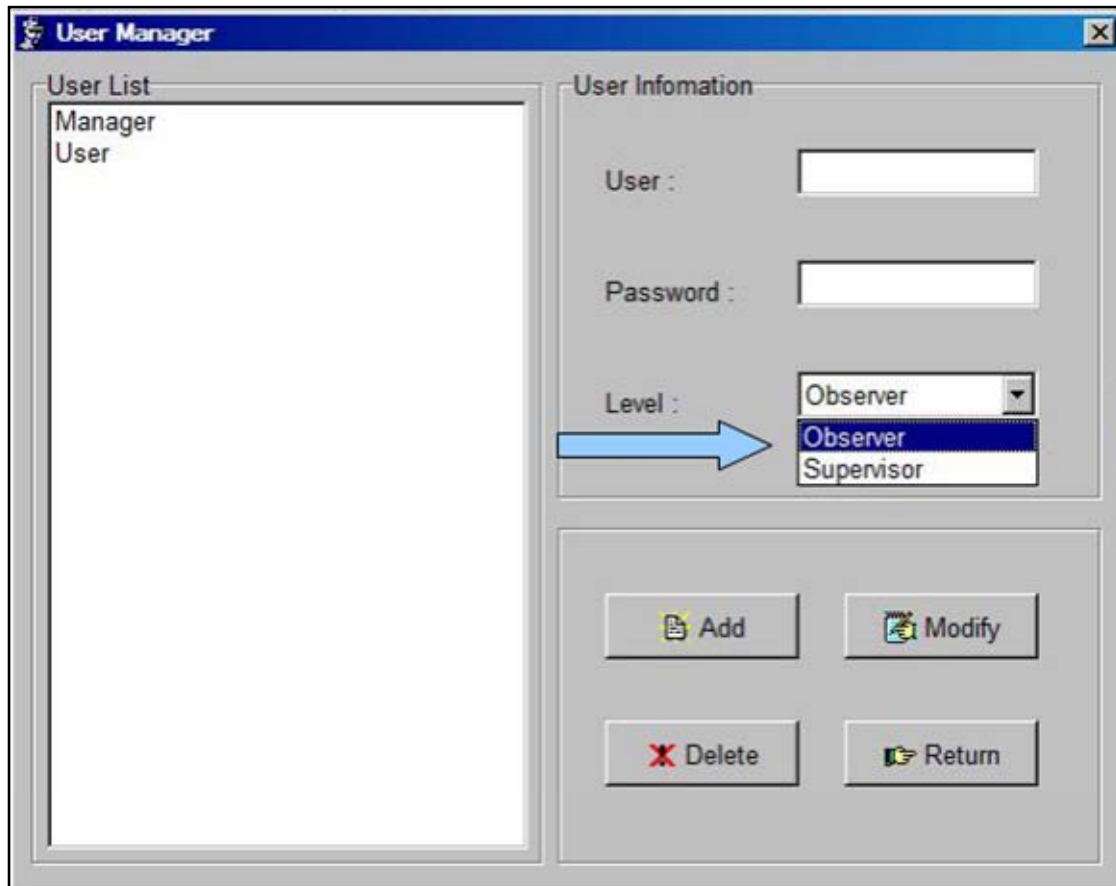 User Manager
User List
Manager
User
User Infomation
User :
Password :
Level :
Observer
Observer
Supervisor
Add
Modify
Delete
Return